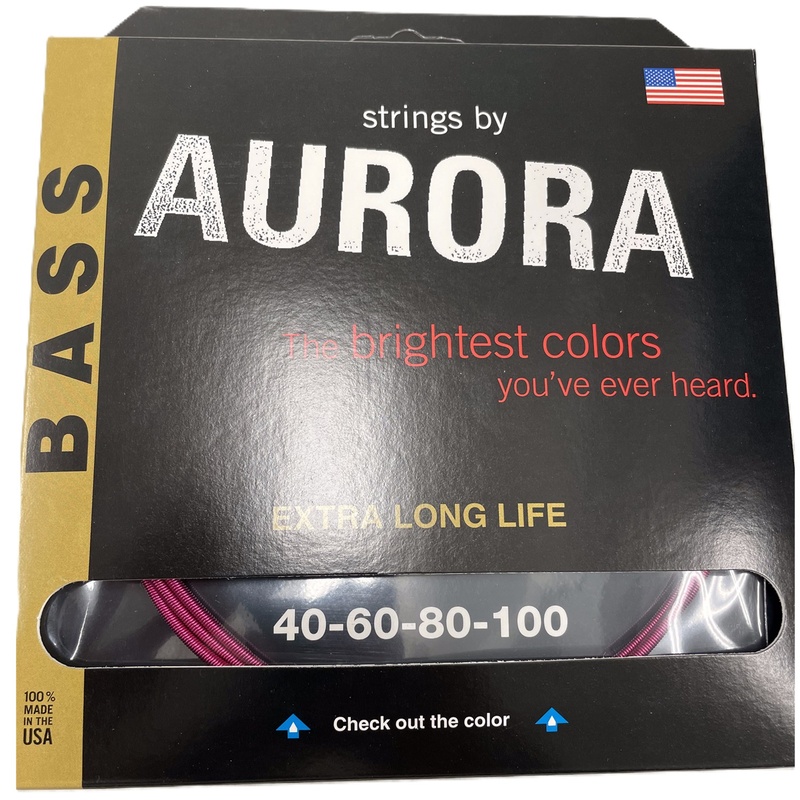 BASS
strings by
AURORA
The brightest colors
you've ever heard.
EXTRA LONG LIFE
40-60-80-100
Check out the color
100%
MADE
IN THE
USA